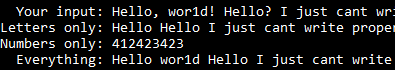 Your input: Hello, wor1d! Hello? I just cant wri
Letters only: Hello Hello I just cant write proper
Numbers only: 412423423
Everything: Hello wor1d Hello I just cant write